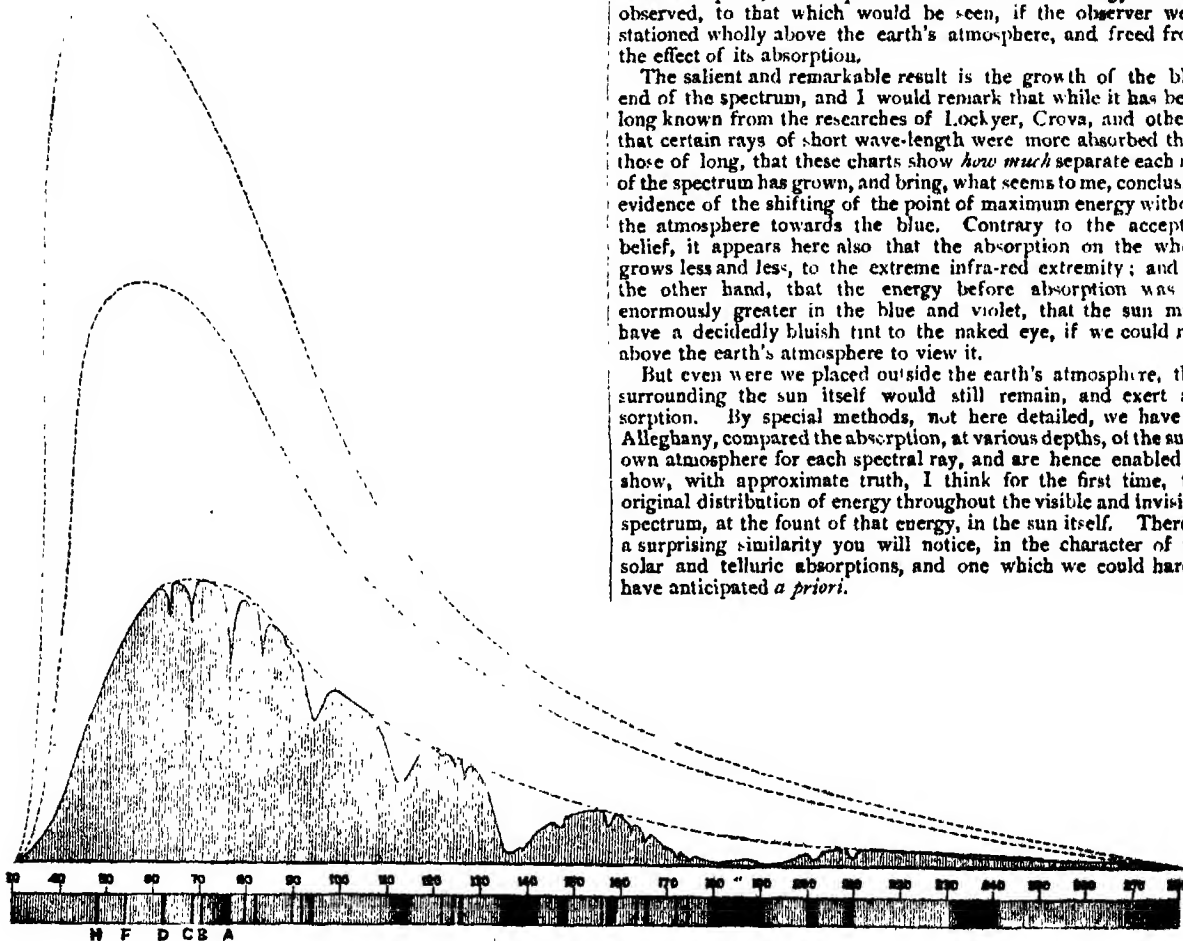 observed, to that which would be seen, if the observer we
stationed wholly above the earth's atmosphere, and freed fro
the effect of its absorption.
The salient and remarkable result is the growth of the bl
end of the spectrum, and I would remark that while it has be
long known from the researches of Lockyer, Crova, and othe
that certain rays of short wave-length were more absorbed th
those of long, that these charts show how much separate each
of the spectrum has grown, and bring, what seems to me, conclus
evidence of the shifting of the point of maximum energy witho
the atmosphere towards the blue. Contrary to the accept
belief, it appears here also that the absorption on the who
grows less and less, to the extreme infra-red extremity; and
the other hand, that the energy before absorption was
enormously greater in the blue and violet, that the sun m
have a decidedly bluish tint to the naked eye, if we could r
above the earth's atmosphere to view it.
But even were we placed outside the earth's atmosphere, th
surrounding the sun itself would still remain, and exert a
sorption. By special methods, not here detailed, we have
Alleghany, compared the absorption, at various depths, of the su
own atmosphere for each spectral ray, and are hence enabled
show, with approximate truth, I think for the first time, t
original distribution of energy throughout the visible and invisi
spectrum, at the fount of that energy, in the sun itself. There
a surprising similarity you will notice, in the character of
solar and telluric absorptions, and one which we could hard
have anticipated a priori.
40 50 60 70 80 90 100 110 120 130 140 150 160 170 180 200 210 220 230 240 250 260 270
H F D C B A